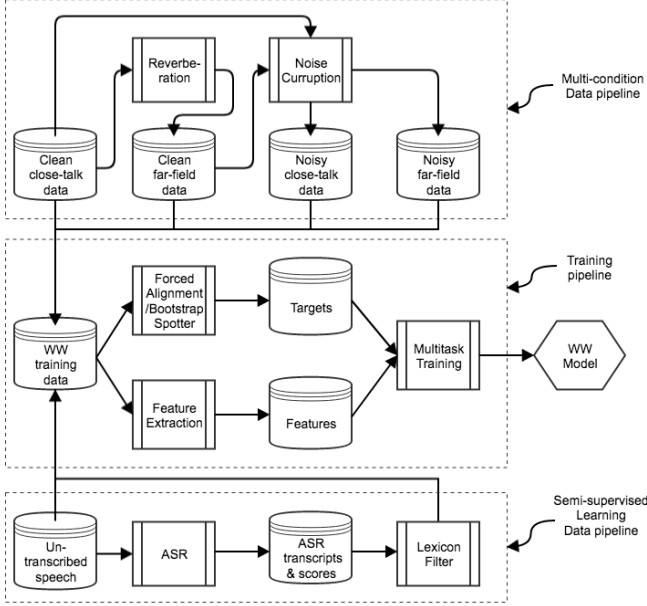 Reverbe-
ration
Noise
Curruption
Multi-condition
Data pipeline
Clean
close-talk
data
Clean
far-field
data
Noisy
close-talk
data
Noisy
far-field
data
Training
pipeline
Forced
Alignment
/Bootstrap
Spotter
Targets
WW
training
data
Multitask
Training
WW
Model
Feature
Extraction
Features
Semi-supervised
Learning
Data pipeline
Un-
transcribed
speech
ASR
ASR
transcripts
& scores
Lexicon
Filter